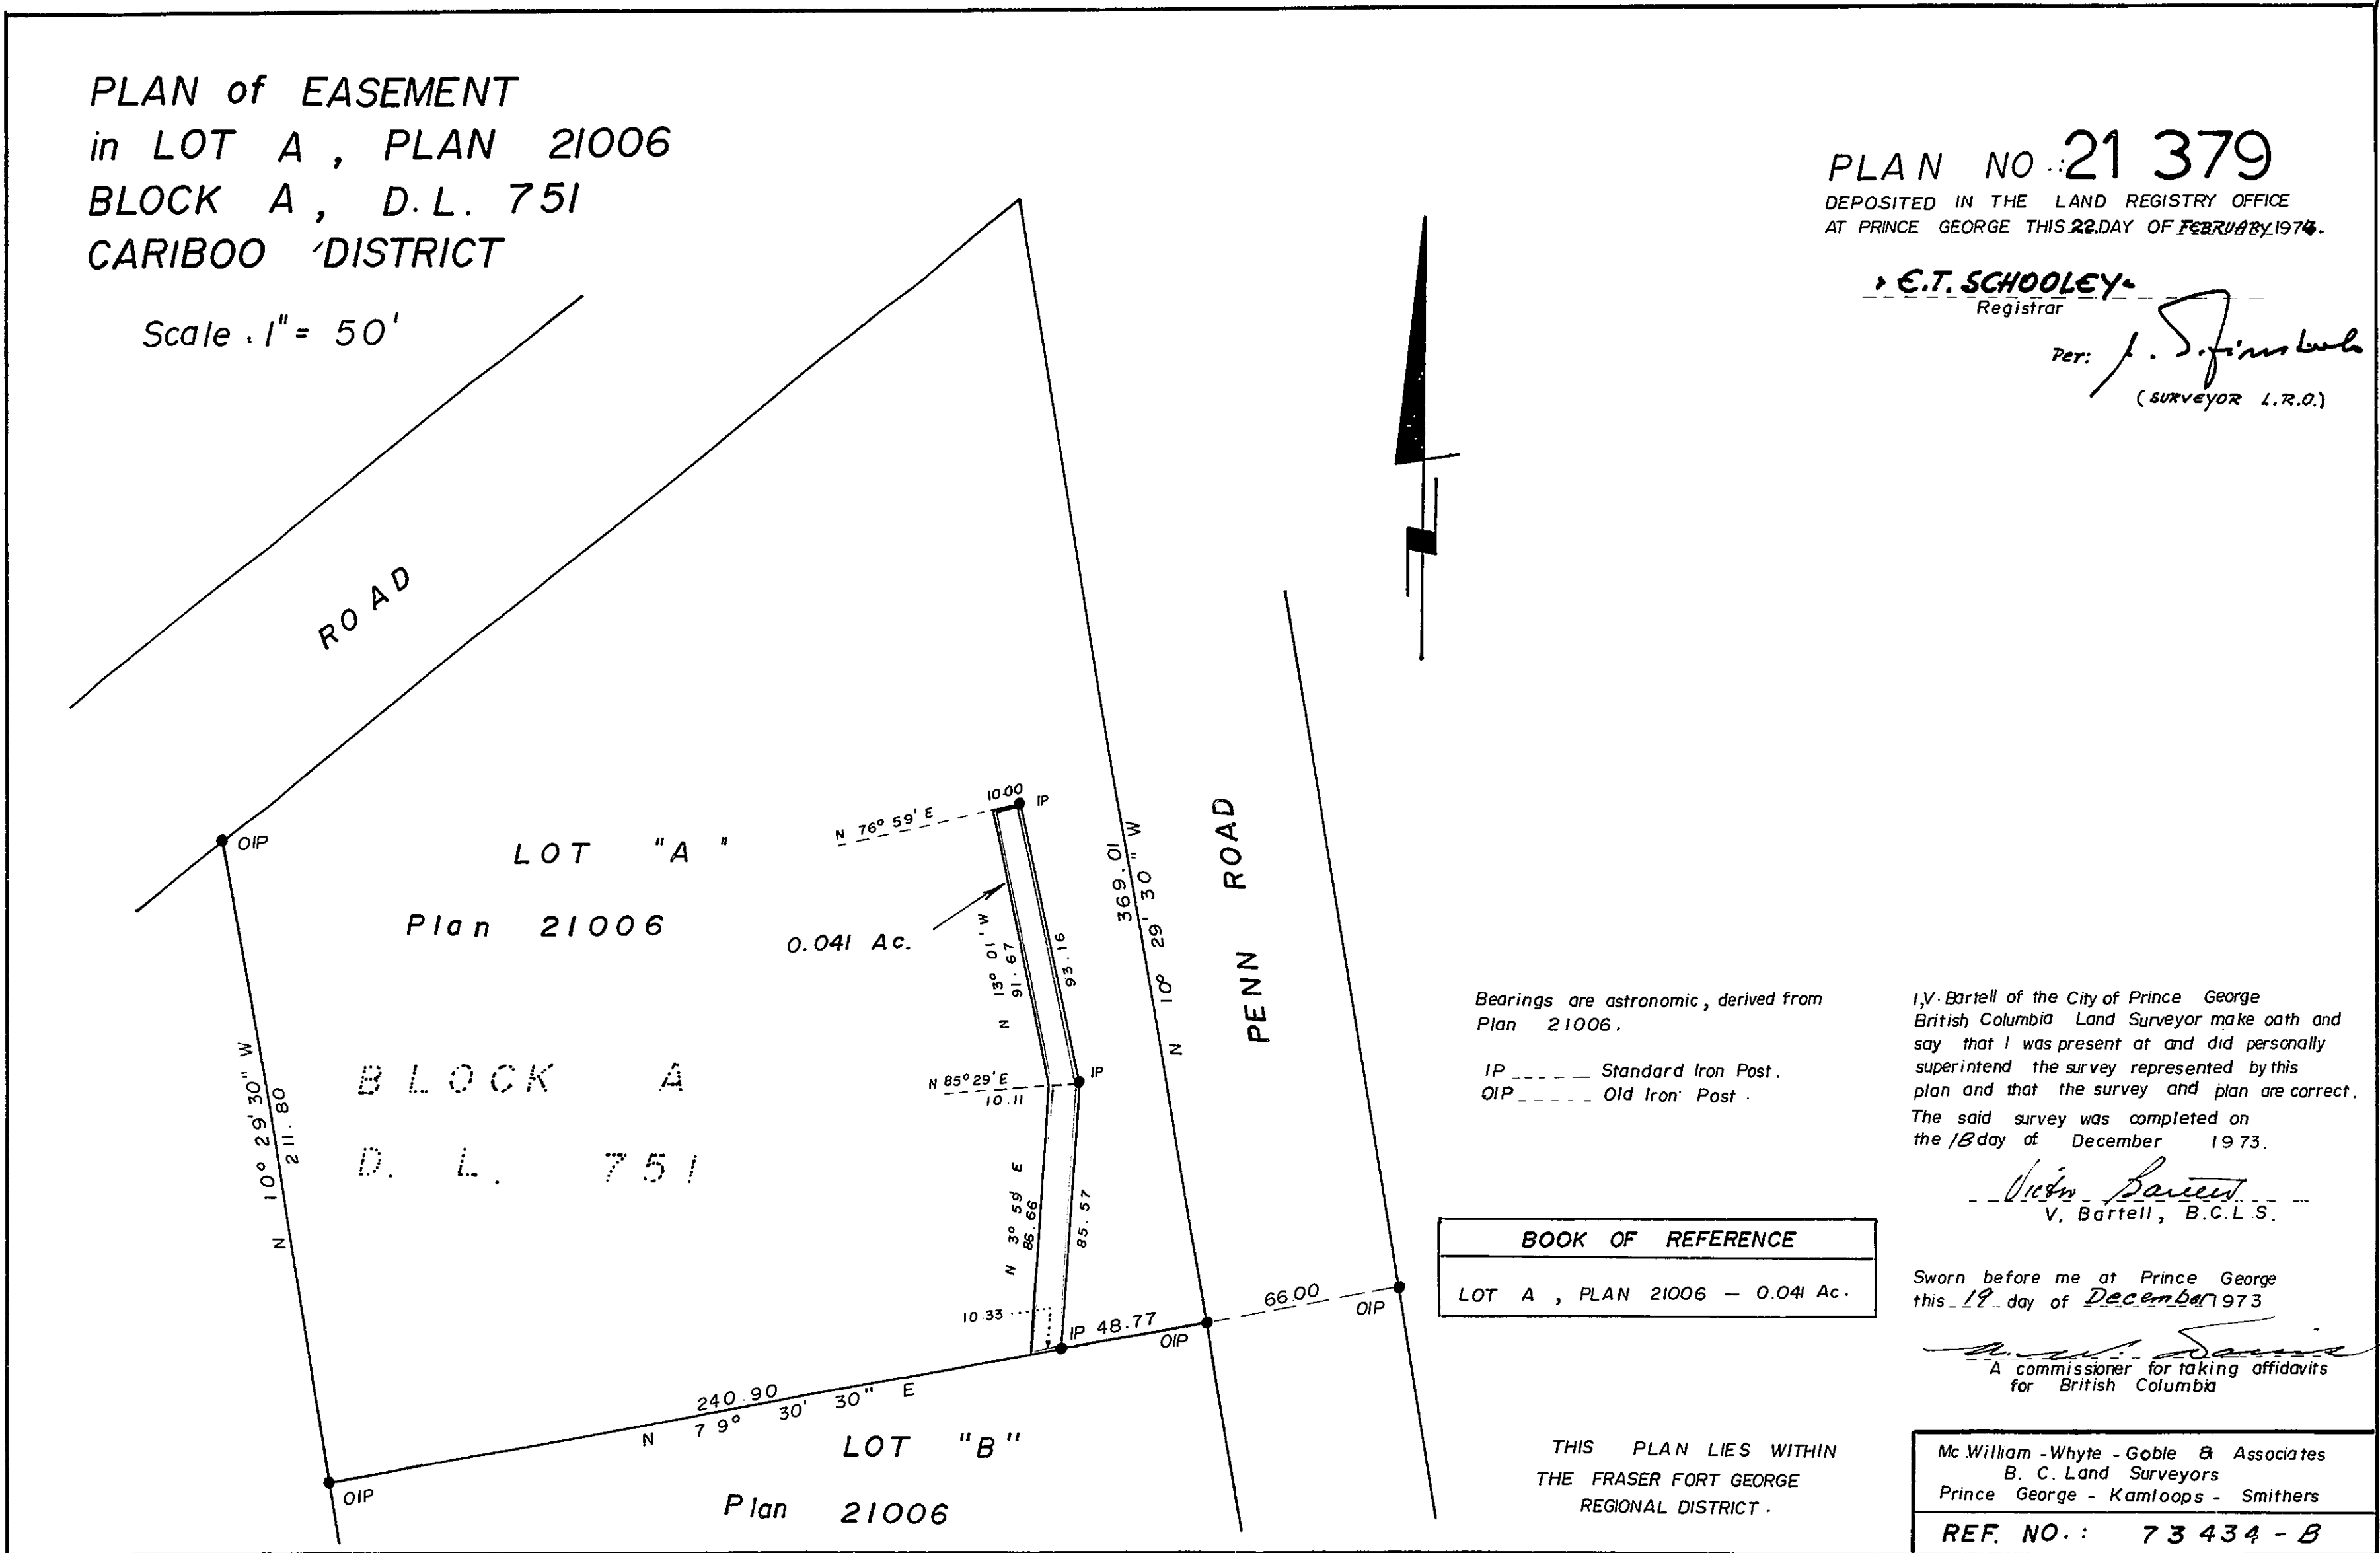 PLAN of EASEMENT
in LOT A , PLAN 21006
BLOCK A , D.L. 751
CARIBOO DISTRICT
Scale : 1" = 50'
PLAN NO.: 21 379
DEPOSITED IN THE LAND REGISTRY OFFICE
AT PRINCE GEORGE THIS 22 DAY OF FEBRUARY 1974.
E.T. SCHOOLEY
Registrar
Per:
(SURVEYOR L.R.O.)
ROAD
OIP
LOT "A"
Plan 21006
N 76° 59' E
10.00
IP
0.041 Ac.
N 13° 01' W
91.67
93.16
369.01
N 10° 29' 30" W
PENN ROAD
N 85° 29' E
10.11
IP
BLOCK A
D. L. 751
N 10° 29' 30" W
211.80
N 3° 59' E
86.66
85.57
10.33
IP 48.77
OIP
66.00
OIP
240.90
N 79° 30' 30" E
OIP
LOT "B"
Plan 21006
Bearings are astronomic, derived from
Plan 21006.
IP ______ Standard Iron Post.
OIP ______ Old Iron Post.
BOOK OF REFERENCE
LOT A , PLAN 21006 — 0.041 Ac.
THIS PLAN LIES WITHIN
THE FRASER FORT GEORGE
REGIONAL DISTRICT.
I, V. Bartell of the City of Prince George
British Columbia Land Surveyor make oath and
say that I was present at and did personally
superintend the survey represented by this
plan and that the survey and plan are correct.
The said survey was completed on
the 18 day of December 1973.
Victor Bartell
V. Bartell, B.C.L.S.
Sworn before me at Prince George
this 19 day of December 1973
A commissioner for taking affidavits
for British Columbia
Mc.William - Whyte - Goble & Associates
B. C. Land Surveyors
Prince George - Kamloops - Smithers
REF. NO. : 73434 - B